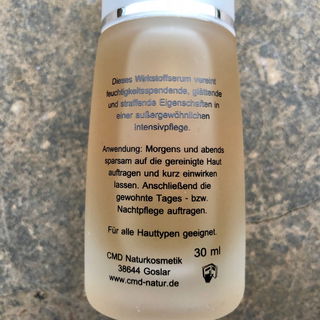 Dieses Wirkstoffserum vereint
feuchtigkeitsspendende, glättende
und straffende Eigenschaften in
einer außergewöhnlichen
Intensivpflege.
Anwendung: Morgens und abends
sparsam auf die gereinigte Haut
auftragen und kurz einwirken
lassen. Anschließend die
gewohnte Tages - bzw.
Nachtpflege auftragen.
Für alle Hauttypen geeignet.
CMD Naturkosmetik
38644 Goslar
www.cmd-natur.de
30 ml